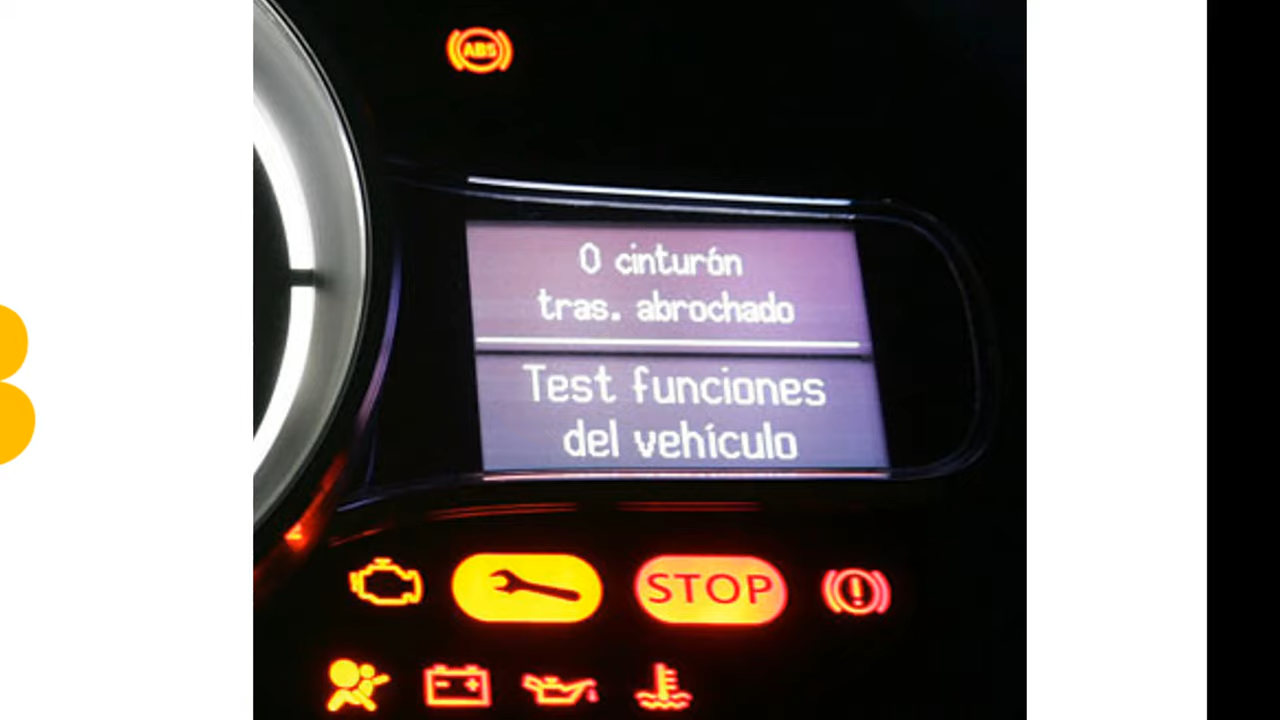 ABS
0 cinturón
tras. abrochado
Test funciones
del vehículo
STOP